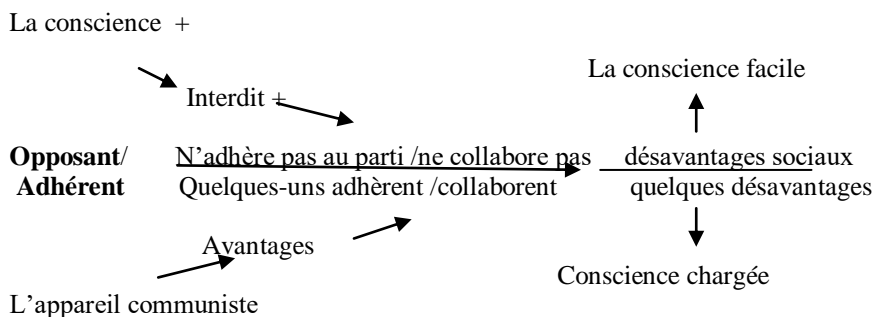 La conscience +
La conscience facile
Interdit +
Opposant/ N'adhère pas au parti /ne collabore pas désavantages sociaux
Adhérent Quelques-uns adhèrent /collaborent quelques désavantages
Avantages
Conscience chargée
L'appareil communiste